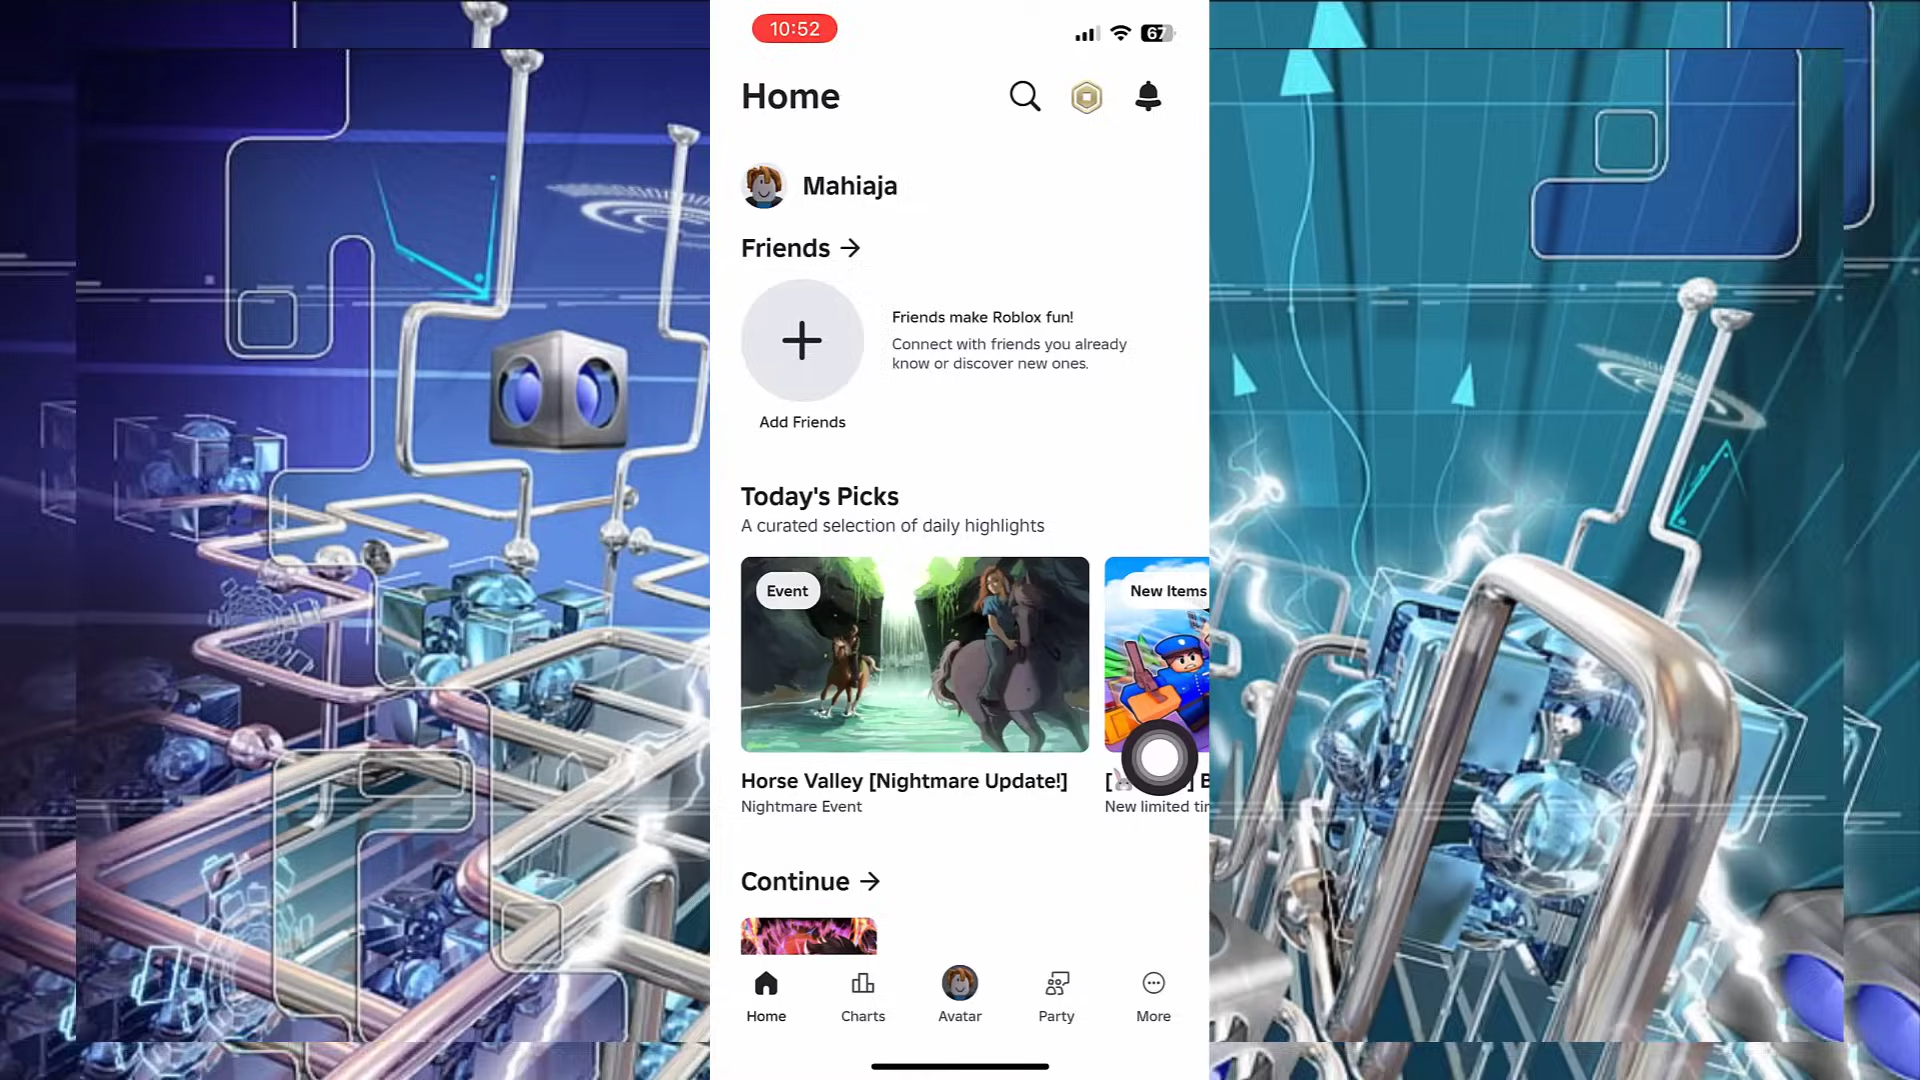 10:52
67
Home
Mahiaja
Friends →
Friends make Roblox fun!
Connect with friends you already
know or discover new ones.
Add Friends
Today's Picks
A curated selection of daily highlights
Event
New Items
Horse Valley [Nightmare Update!]
Nightmare Event
New limited
Continue →
Home
Charts
Avatar
Party
More